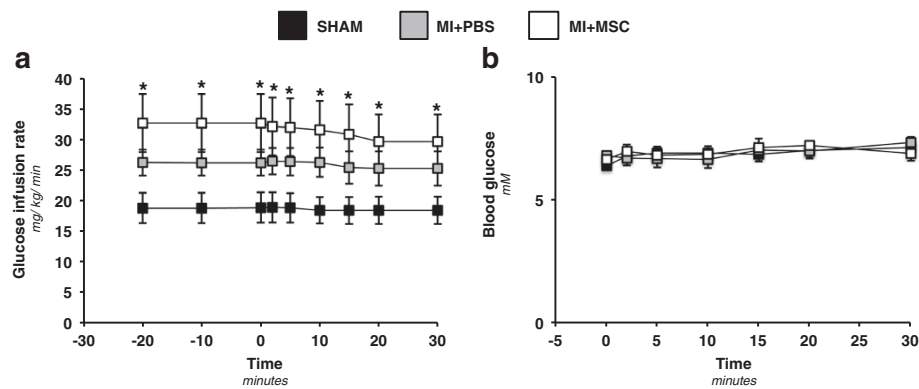 SHAM MI+PBS MI+MSC
a
Glucose infusion rate
mg/ kg/ min
40
35
30
25
20
15
10
5
0
* * * * * * * * *
-30 -20 -10 0 10 20 30
Time
minutes
b
Blood glucose
mM
10
5
0
-5 0 5 10 15 20 25 30
Time
minutes